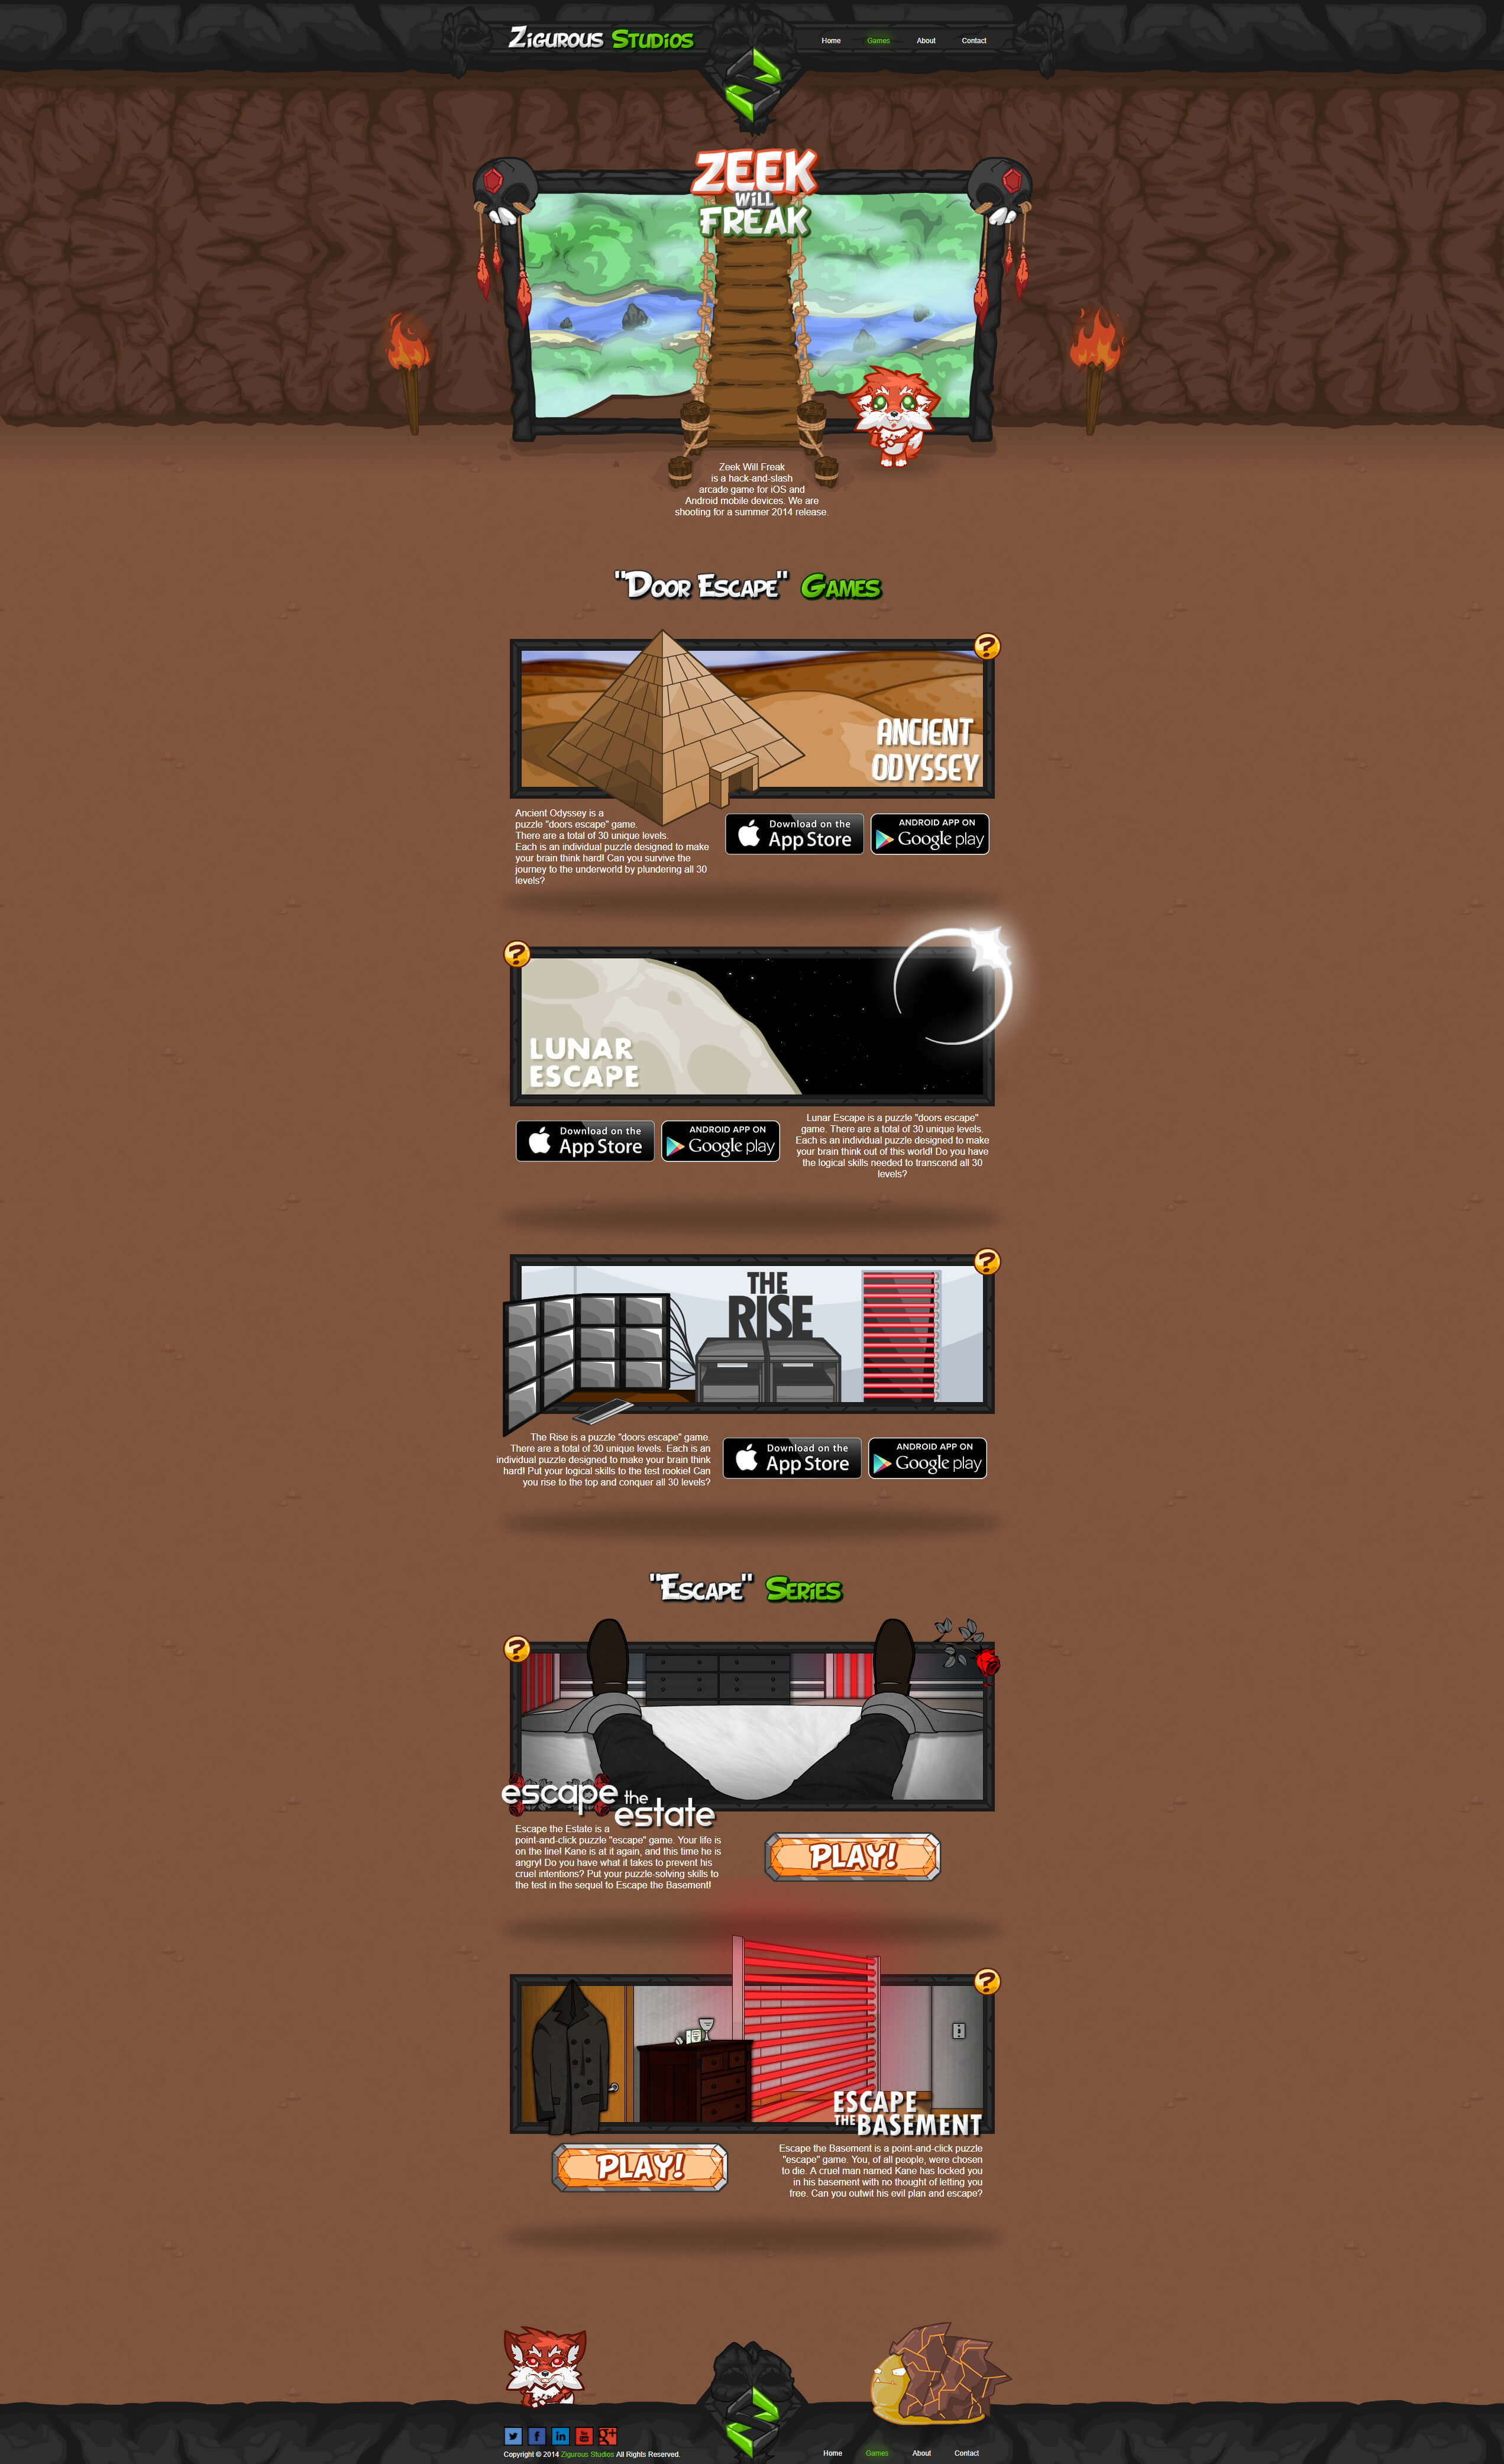 Zigurous Studios
Home Games About Contact
ZEEK
WiLL
FREAK
Zeek Will Freak
is a hack-and-slash
arcade game for iOS and
Android mobile devices. We are
shooting for a summer 2014 release.
"Door Escape" Games
?
ANCIENT
ODYSSEY
Ancient Odyssey is a
puzzle "doors escape" game.
There are a total of 30 unique levels.
Each is an individual puzzle designed to make
your brain think hard! Can you survive the
journey to the underworld by plundering all 30
levels?
Download on the
App Store
ANDROID APP ON
Google play
?
LUNAR
ESCAPE
Download on the
App Store
ANDROID APP ON
Google play
Lunar Escape is a puzzle "doors escape"
game. There are a total of 30 unique levels.
Each is an individual puzzle designed to make
your brain think out of this world! Do you have
the logical skills needed to transcend all 30
levels?
?
THE
RISE
The Rise is a puzzle "doors escape" game.
There are a total of 30 unique levels. Each is an
individual puzzle designed to make your brain think
hard! Put your logical skills to the test rookie! Can
you rise to the top and conquer all 30 levels?
Download on the
App Store
ANDROID APP ON
Google play
"Escape" Series
?
escape the
estate
Escape the Estate is a
point-and-click puzzle "escape" game. Your life is
on the line! Kane is at it again, and this time he is
angry! Do you have what it takes to prevent his
cruel intentions? Put your puzzle-solving skills to
the test in the sequel to Escape the Basement!
PLAY!
?
ESCAPE
THE BASEMENT
PLAY!
Escape the Basement is a point-and-click puzzle
"escape" game. You, of all people, were chosen
to die. A cruel man named Kane has locked you
in his basement with no thought of letting you
free. Can you outwit his evil plan and escape?
f in You Tube g+
Copyright © 2014 Zigurous Studios All Rights Reserved.
Home Games About Contact